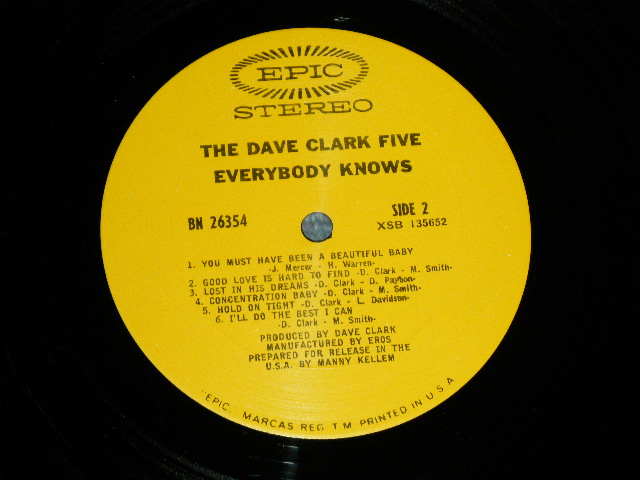 EPIC
STEREO
THE DAVE CLARK FIVE
EVERYBODY KNOWS
BN 26354
SIDE 2
XSB 135652
1. YOU MUST HAVE BEEN A BEAUTIFUL BABY
-J. Mercer - H. Warren-
2. GOOD LOVE IS HARD TO FIND -D. Clark - M. Smith-
3. LOST IN HIS DREAMS -D. Clark - D. Payton-
4. CONCENTRATION BABY -D. Clark - M. Smith-
5. HOLD ON TIGHT -D. Clark - L. Davidson-
6. I'LL DO THE BEST I CAN
-D. Clark - M. Smith-
PRODUCED BY DAVE CLARK
MANUFACTURED BY EROS
PREPARED FOR RELEASE IN THE
U.S.A. BY MANNY KELLEM
"EPIC, MARCAS REG. T M PRINTED IN U S A